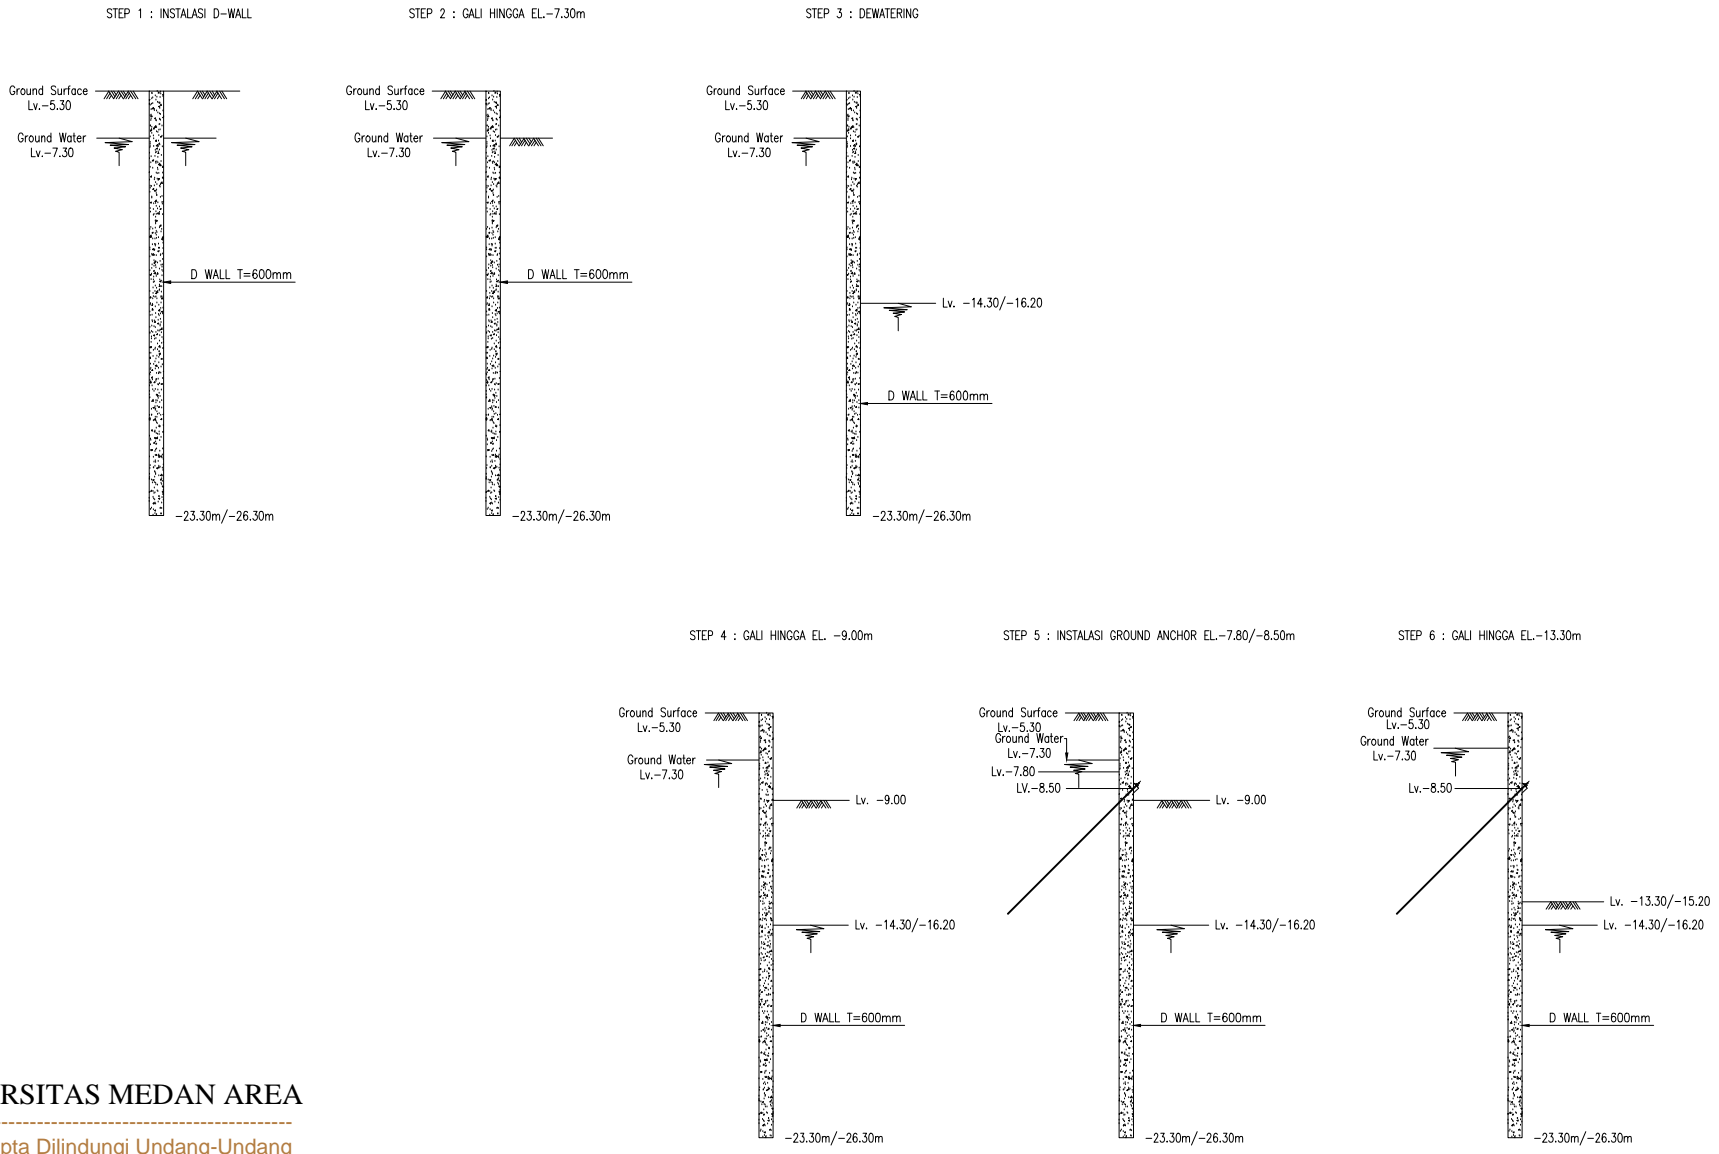 STEP 1 : INSTALASI D-WALL
Ground Surface
Lv.-5.30
Ground Water
Lv.-7.30
D WALL T=600mm
-23.30m/-26.30m
STEP 2 : GALI HINGGA EL.-7.30m
Ground Surface
Lv.-5.30
Ground Water
Lv.-7.30
D WALL T=600mm
-23.30m/-26.30m
STEP 3 : DEWATERING
Ground Surface
Lv.-5.30
Ground Water
Lv.-7.30
Lv. -14.30/-16.20
D WALL T=600mm
-23.30m/-26.30m
STEP 4 : GALI HINGGA EL. -9.00m
Ground Surface
Lv.-5.30
Ground Water
Lv.-7.30
Lv. -9.00
Lv. -14.30/-16.20
D WALL T=600mm
-23.30m/-26.30m
STEP 5 : INSTALASI GROUND ANCHOR EL.-7.80/-8.50m
Ground Surface
Lv.-5.30
Ground Water
Lv.-7.30
Lv.-7.80
LV.-8.50
Lv. -9.00
Lv. -14.30/-16.20
D WALL T=600mm
-23.30m/-26.30m
STEP 6 : GALI HINGGA EL.-13.30m
Ground Surface
Lv.-5.30
Ground Water
Lv.-7.30
Lv.-8.50
Lv. -13.30/-15.20
Lv. -14.30/-16.20
D WALL T=600mm
-23.30m/-26.30m
RSITAS MEDAN AREA
-----------------------------------------
pta Dilindungi Undang-Undang